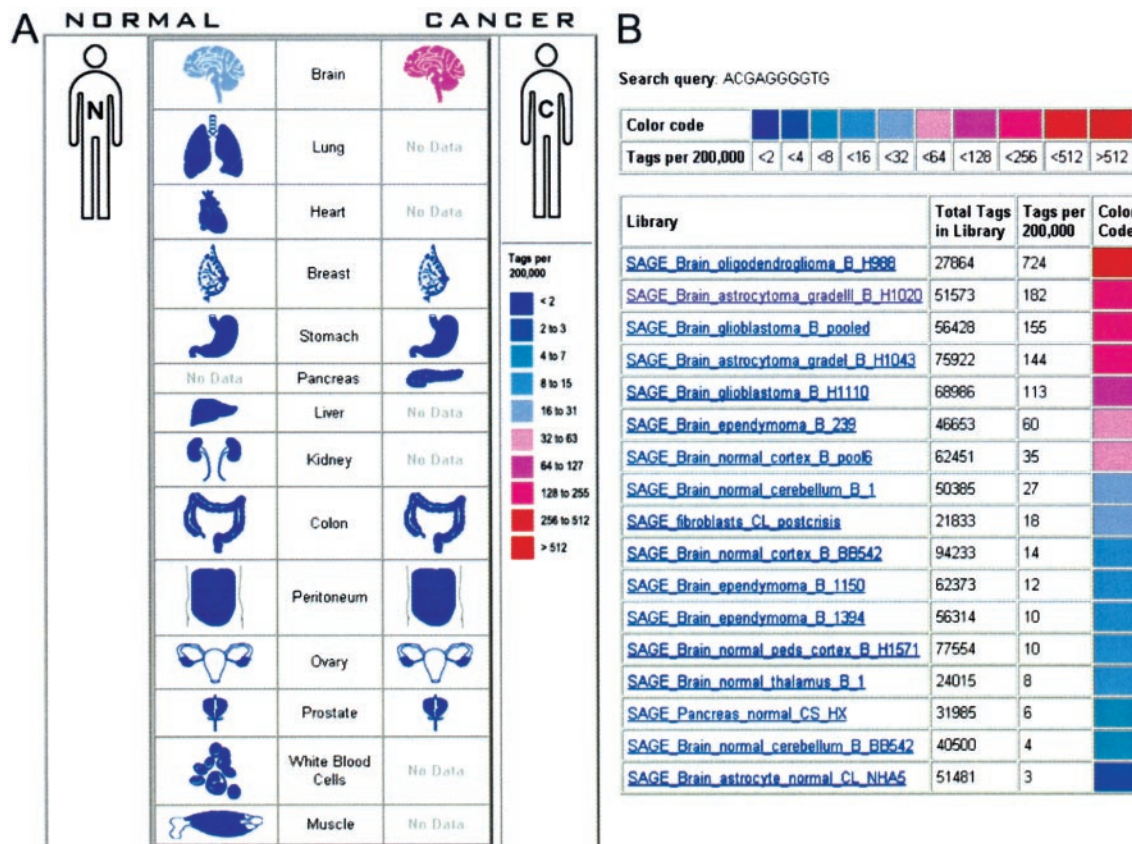 A
NORMAL
CANCER
N
C
Brain
Lung
No Data
Heart
No Data
Breast
Stomach
No Data
Pancreas
Liver
No Data
Kidney
No Data
Colon
Peritoneum
Ovary
Prostate
White Blood
Cells
No Data
Muscle
No Data
Tags per
200,000
< 2
2 to 3
4 to 7
8 to 15
16 to 31
32 to 63
64 to 127
128 to 255
256 to 512
> 512
B
Search query: ACGAGGGGTG
Color code
Tags per 200,000 <2 <4 <8 <16 <32 <64 <128 <256 <512 >512
Library Total Tags in Library Tags per 200,000 Color Code
SAGE_Brain_oligodendroglioma_B_H988 27864 724
SAGE_Brain_astrocytoma_gradeIII_B_H1020 51573 182
SAGE_Brain_glioblastoma_B_pooled 56428 155
SAGE_Brain_astrocytoma_gradeI_B_H1043 75922 144
SAGE_Brain_glioblastoma_B_H1110 68986 113
SAGE_Brain_ependymoma_B_239 46653 60
SAGE_Brain_normal_cortex_B_pool6 62451 35
SAGE_Brain_normal_cerebellum_B_1 50385 27
SAGE_fibroblasts_CL_postcrisis 21833 18
SAGE_Brain_normal_cortex_B_BB542 94233 14
SAGE_Brain_ependymoma_B_1150 62373 12
SAGE_Brain_ependymoma_B_1394 56314 10
SAGE_Brain_normal_peds_cortex_B_H1571 77554 10
SAGE_Brain_normal_thalamus_B_1 24015 8
SAGE_Pancreas_normal_CS_HX 31985 6
SAGE_Brain_normal_cerebellum_B_BB542 40500 4
SAGE_Brain_astrocyte_normal_CL_NHA5 51481 3